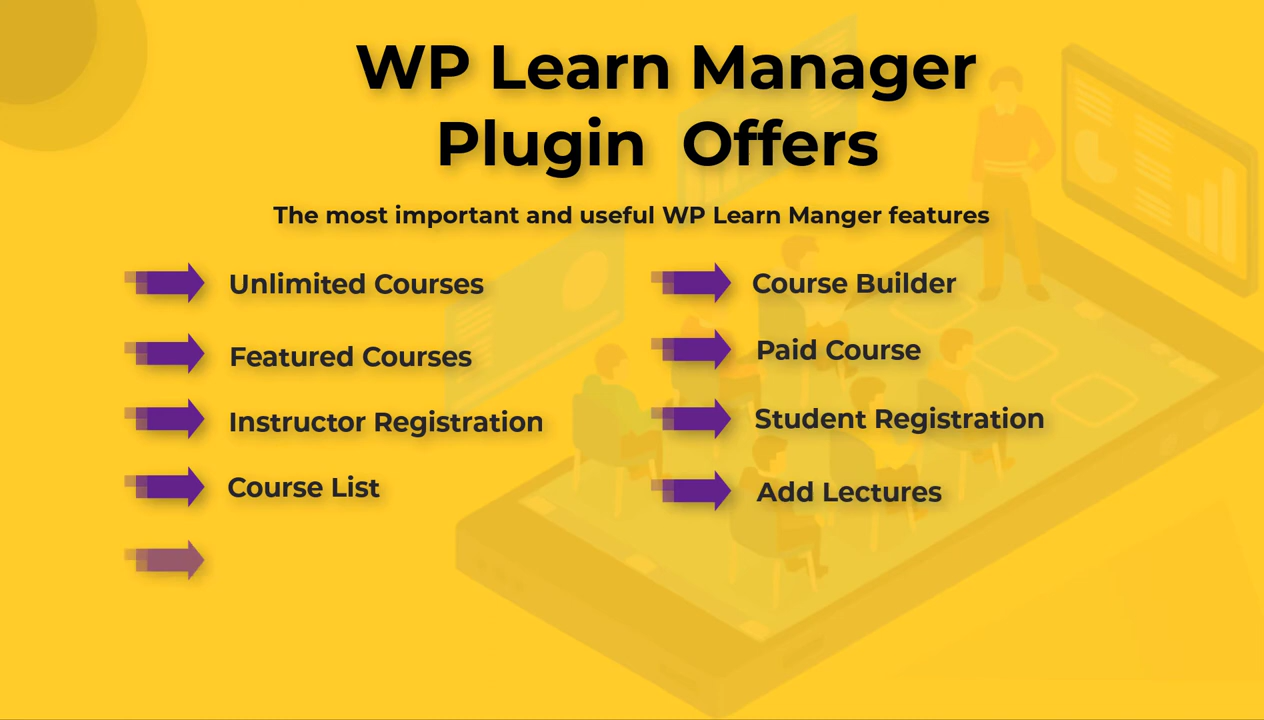 WP Learn Manager
Plugin Offers
The most important and useful WP Learn Manger features
Unlimited Courses
Course Builder
Featured Courses
Paid Course
Instructor Registration
Student Registration
Course List
Add Lectures